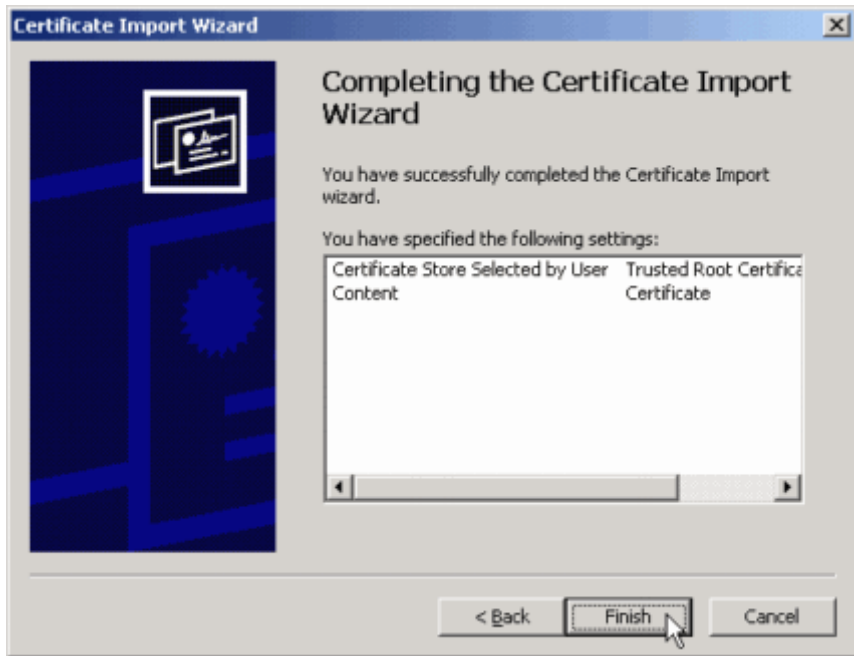 Certificate Import Wizard
Completing the Certificate Import
Wizard
You have successfully completed the Certificate Import
wizard.
You have specified the following settings:
Certificate Store Selected by User Trusted Root Certifica
Content Certificate
< Back Finish Cancel